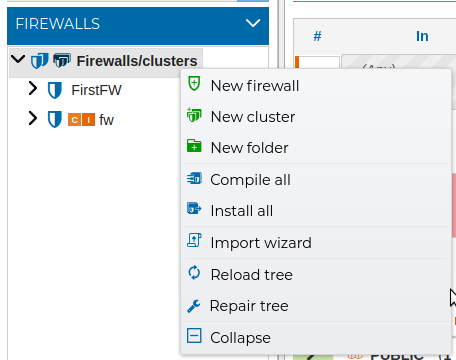 FIREWALLS
# In
Firewalls/clusters
(Any)
FirstFW
C I fw
New firewall
New cluster
New folder
Compile all
Install all
Import wizard
Reload tree
Repair tree
Collapse
PUBLIC (1